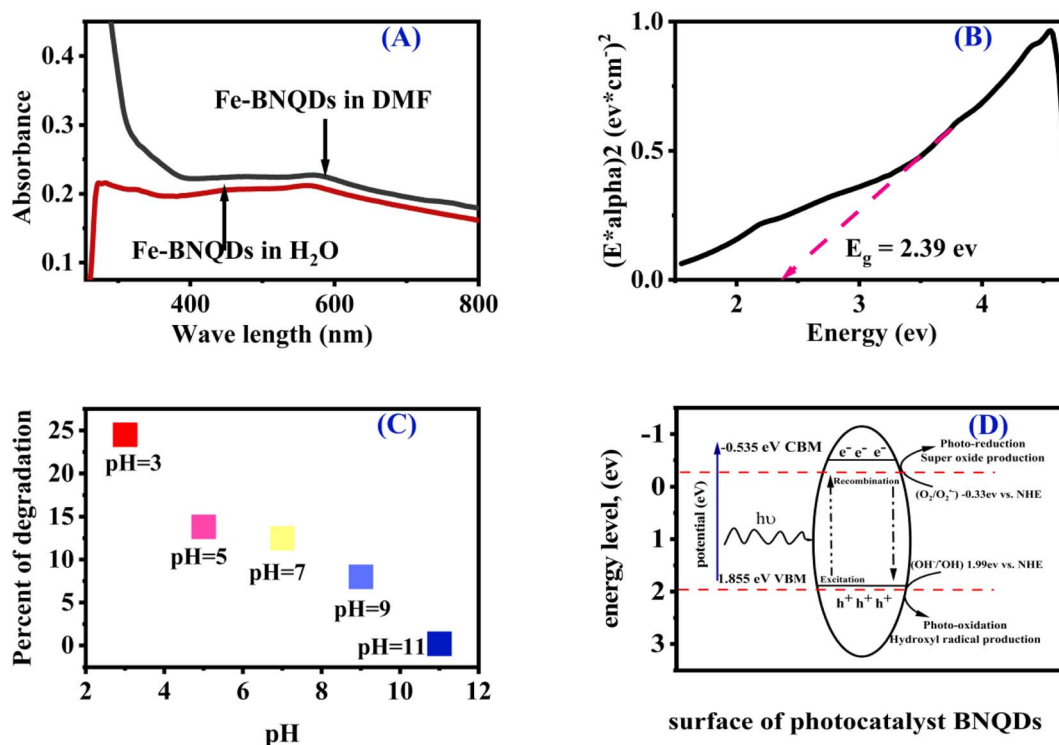 (A)
0.4
0.3
0.2
0.1
Absorbance
Fe-BNQDs in DMF
Fe-BNQDs in H₂O
400
600
800
Wave length (nm)
(B)
1.0
0.5
0.0
(E*alpha)2 (ev*cm⁻)²
E_g = 2.39 ev
2
3
4
Energy (ev)
(C)
25
20
15
10
5
0
Percent of degradation
pH=3
pH=5
pH=7
pH=9
pH=11
2
4
6
8
10
12
pH
(D)
-1
0
1
2
3
energy level, (ev)
potential (eV)
-0.535 eV CBM
e⁻ e⁻ e⁻
Photo-reduction
Super oxide production
Recombination
(O₂/O₂•⁻) -0.33ev vs. NHE
hυ
(OH⁻/•OH) 1.99ev vs. NHE
1.855 eV VBM
Excitation
h⁺ h⁺ h⁺
Photo-oxidation
Hydroxyl radical production
surface of photocatalyst BNQDs